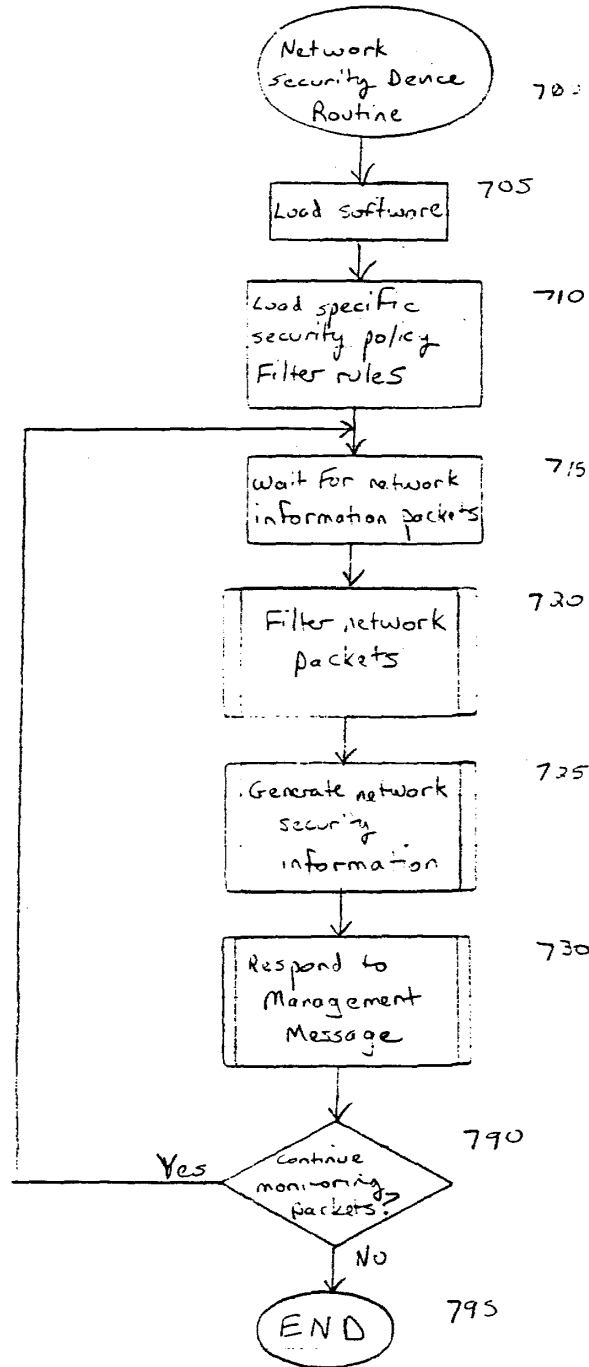 Network
security Device
Routine
705
Load software
710
Load specific
security policy
Filter rules
715
Wait For network
information packets
720
Filter network
packets
725
Generate network
security
information
730
Respond to
Management
Message
790
Continue
monitoring
packets?
Yes
No
795
END